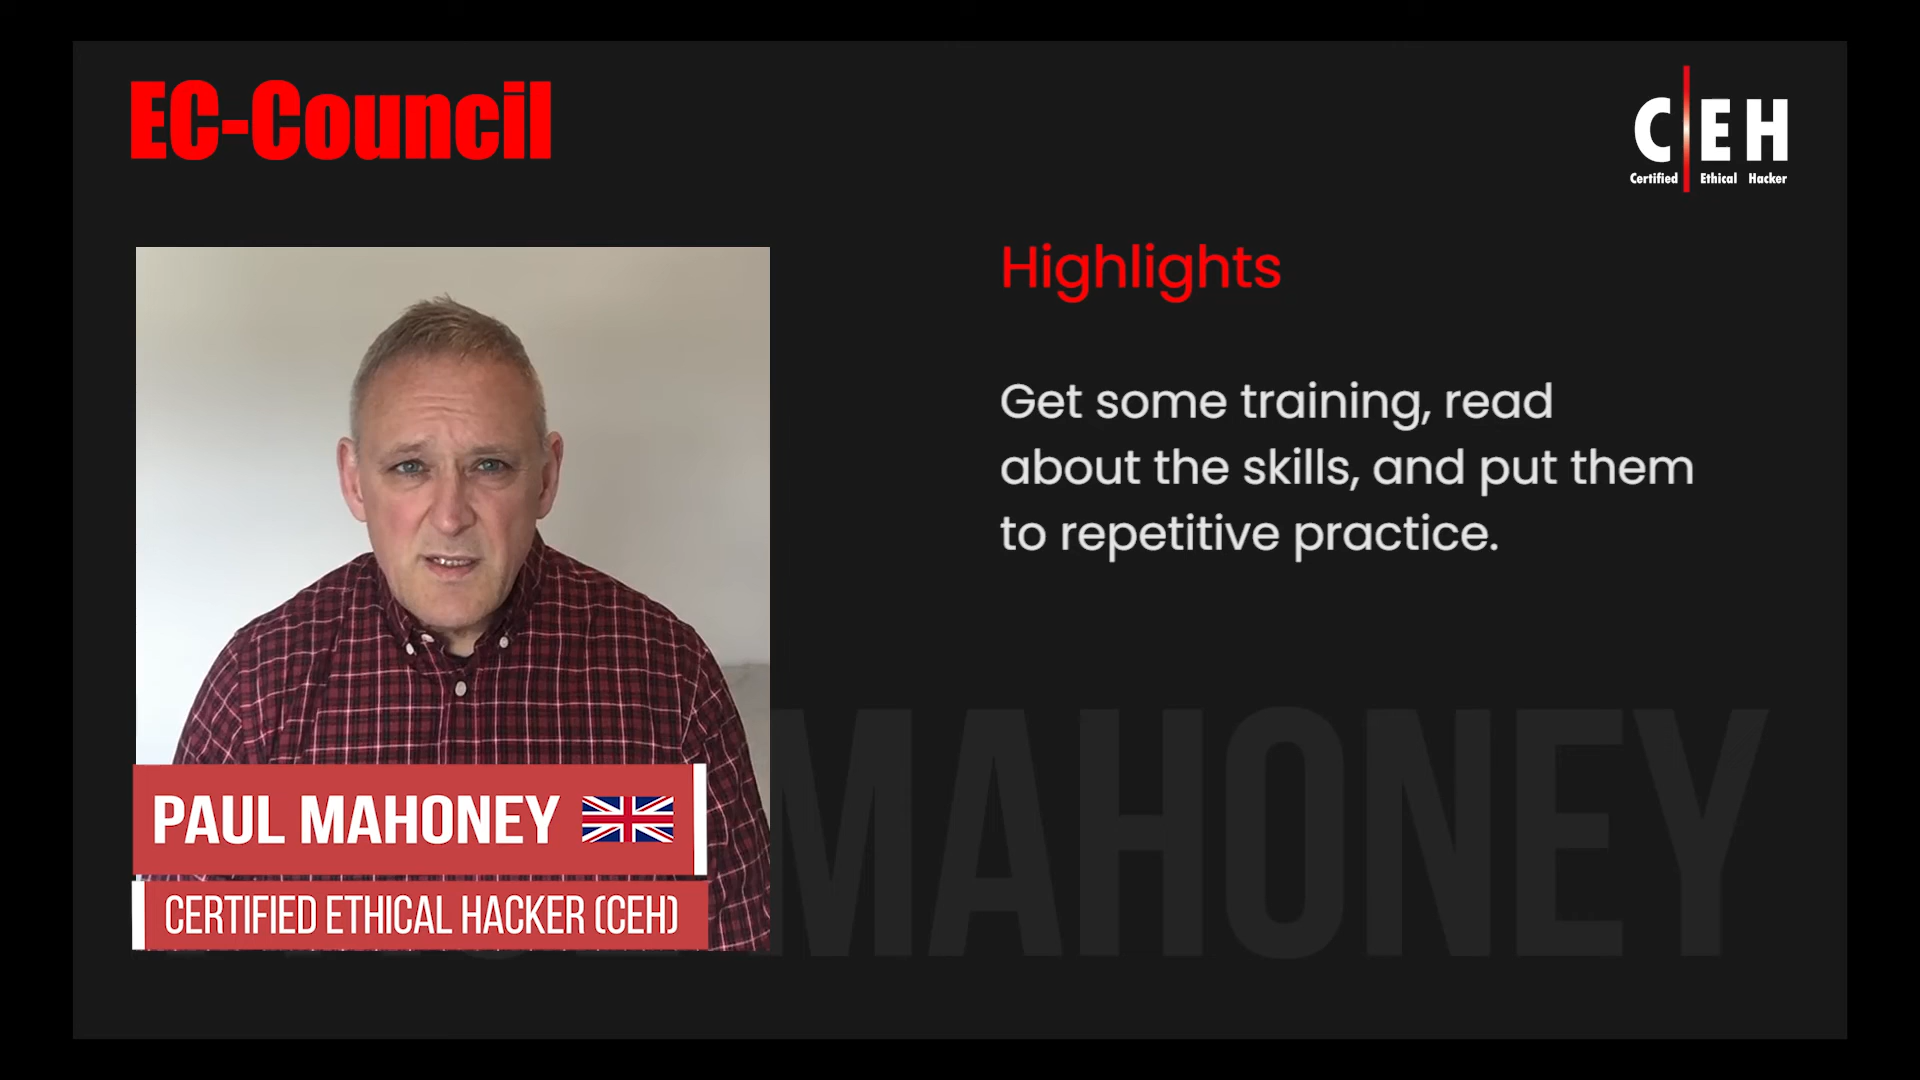 EC-Council
C|EH
Certified Ethical Hacker
Highlights
Get some training, read
about the skills, and put them
to repetitive practice.
MAHONEY
PAUL MAHONEY
CERTIFIED ETHICAL HACKER (CEH)